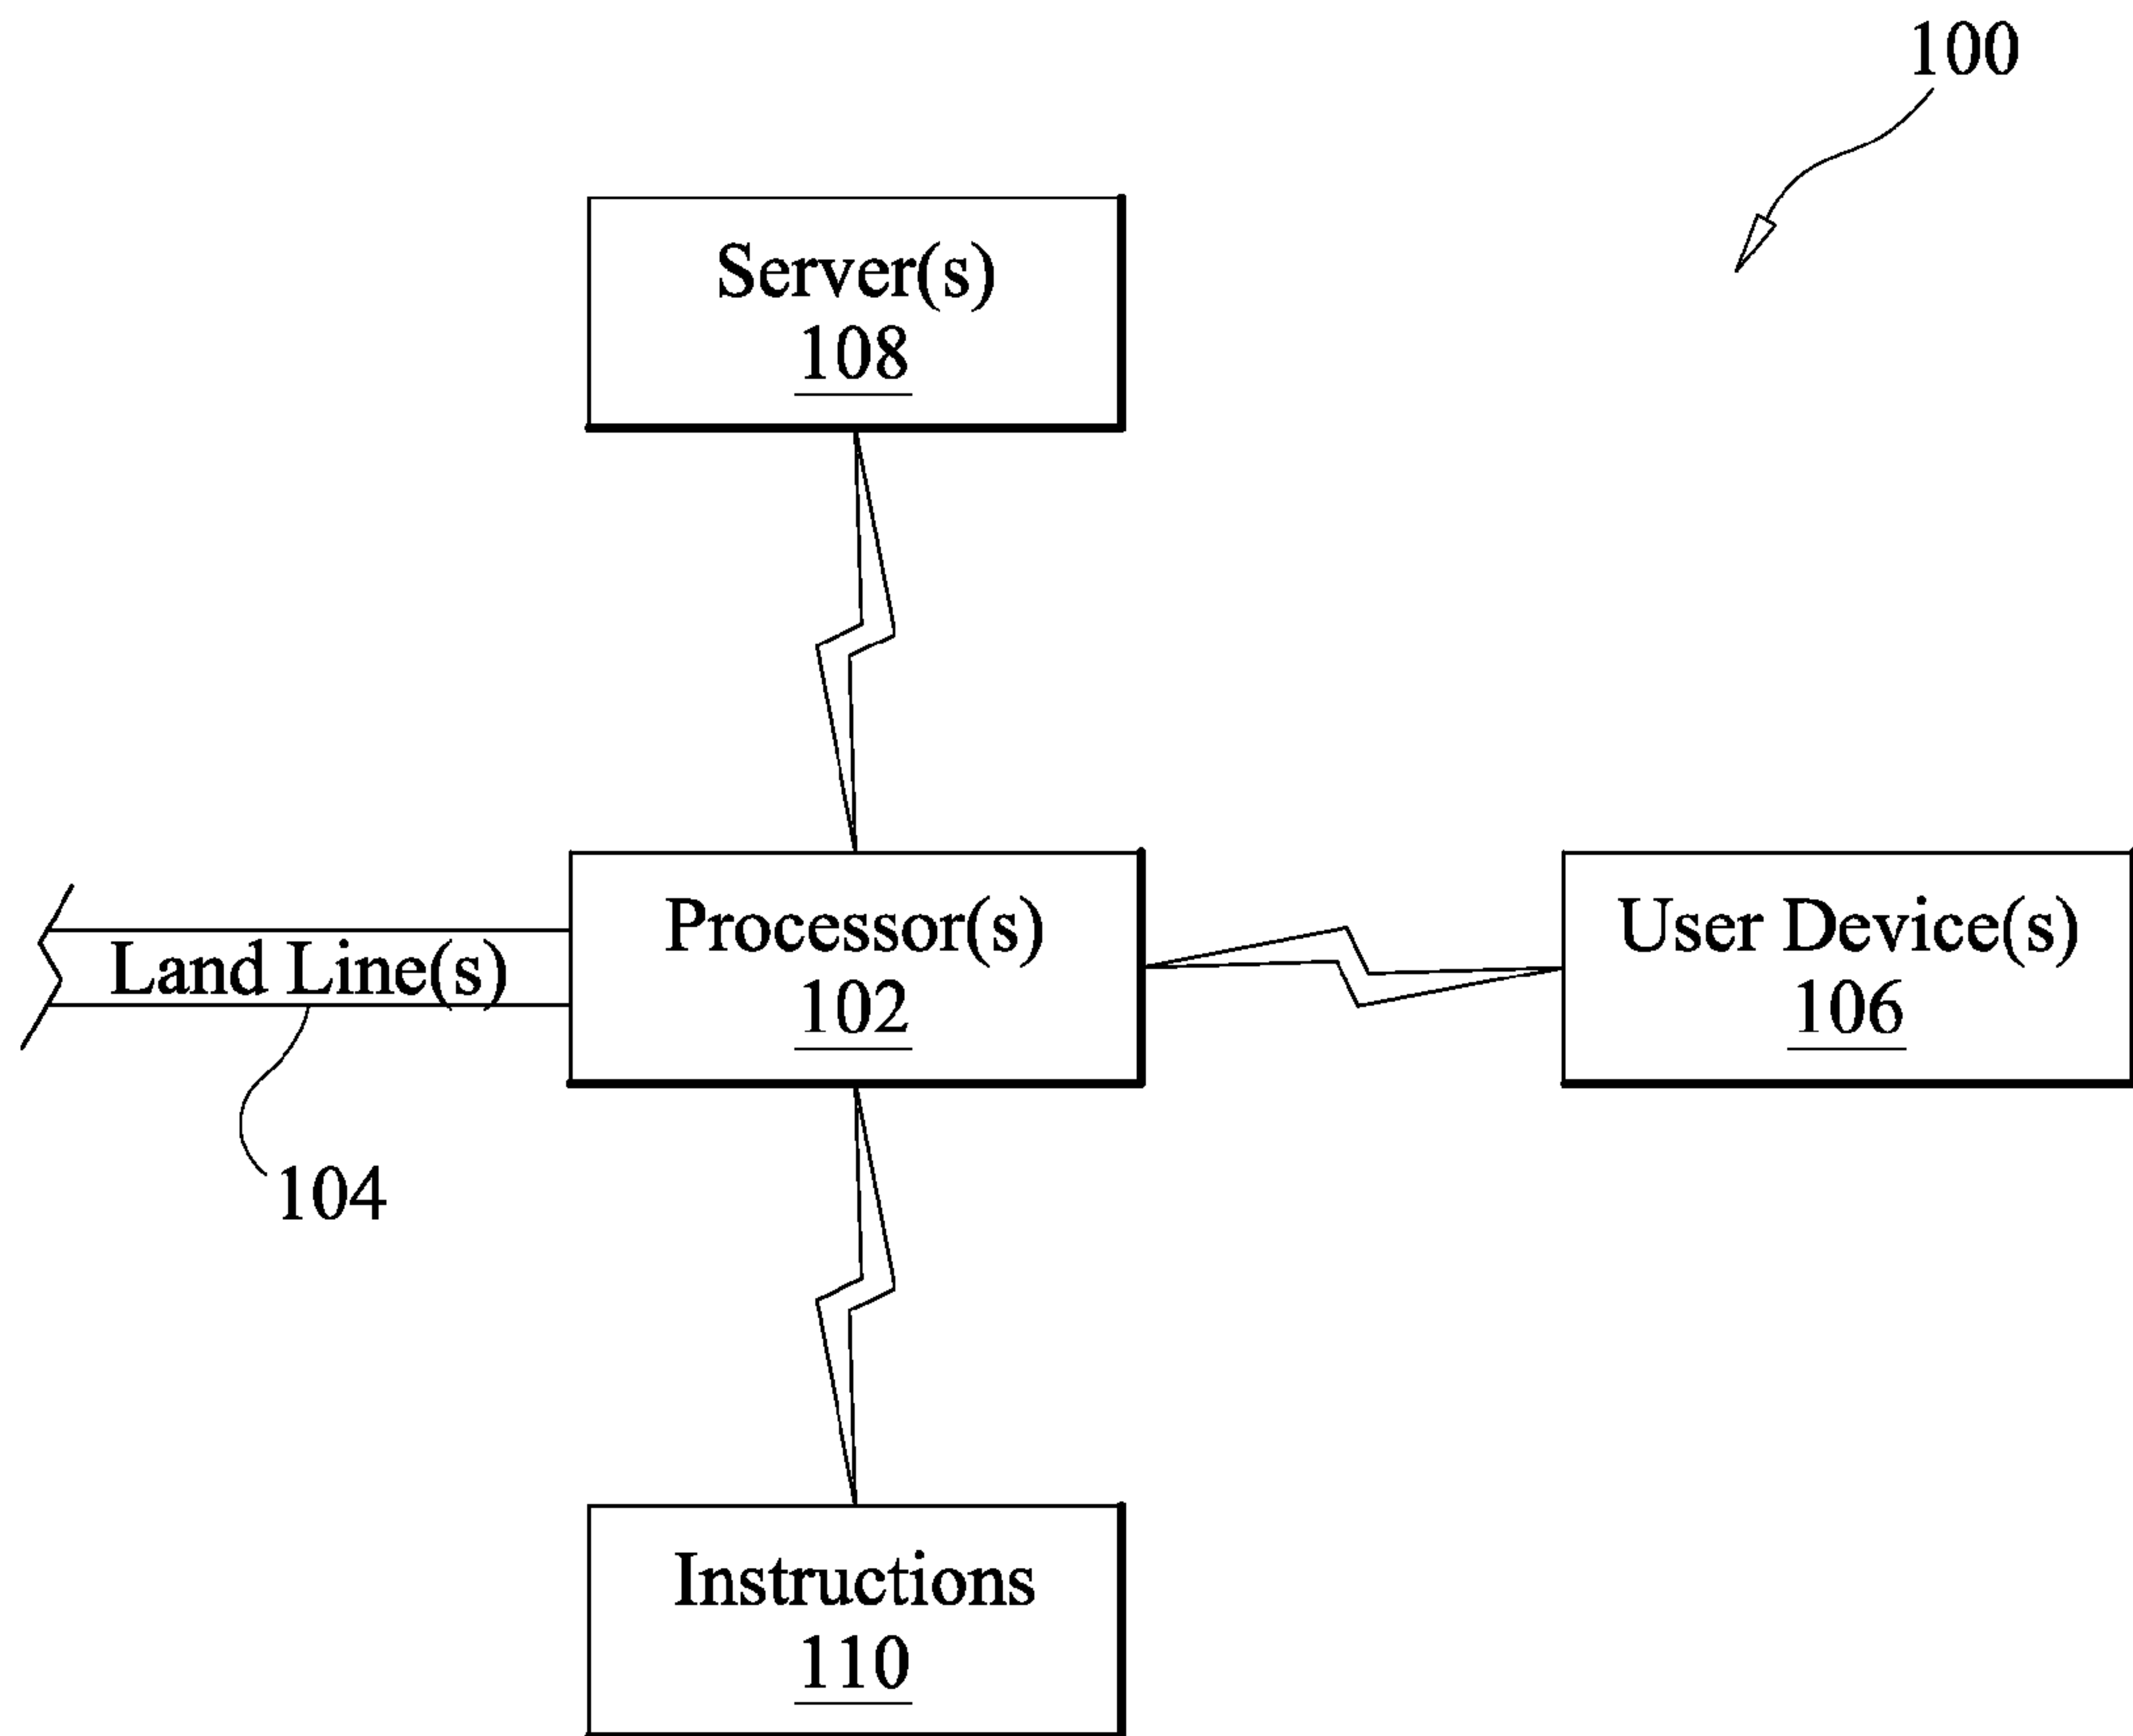 100
Server(s)
108
Land Line(s)
104
Processor(s)
102
User Device(s)
106
Instructions
110